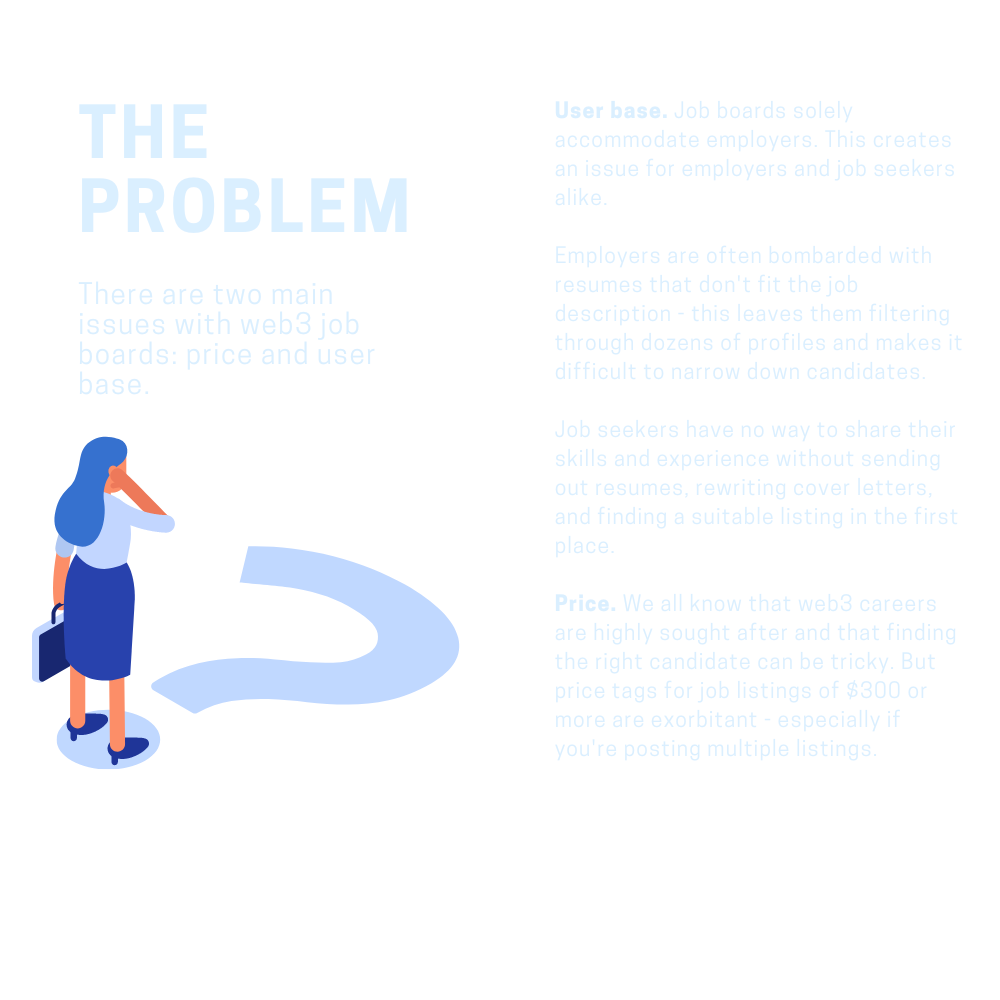 THE
PROBLEM
There are two main
issues with web3 job
boards: price and user
base.
User base. Job boards solely
accommodate employers. This creates
an issue for employers and job seekers
alike.
Employers are often bombarded with
resumes that don't fit the job
description - this leaves them filtering
through dozens of profiles and makes it
difficult to narrow down candidates.
Job seekers have no way to share their
skills and experience without sending
out resumes, rewriting cover letters,
and finding a suitable listing in the first
place.
Price. We all know that web3 careers
are highly sought after and that finding
the right candidate can be tricky. But
price tags for job listings of $300 or
more are exorbitant - especially if
you're posting multiple listings.